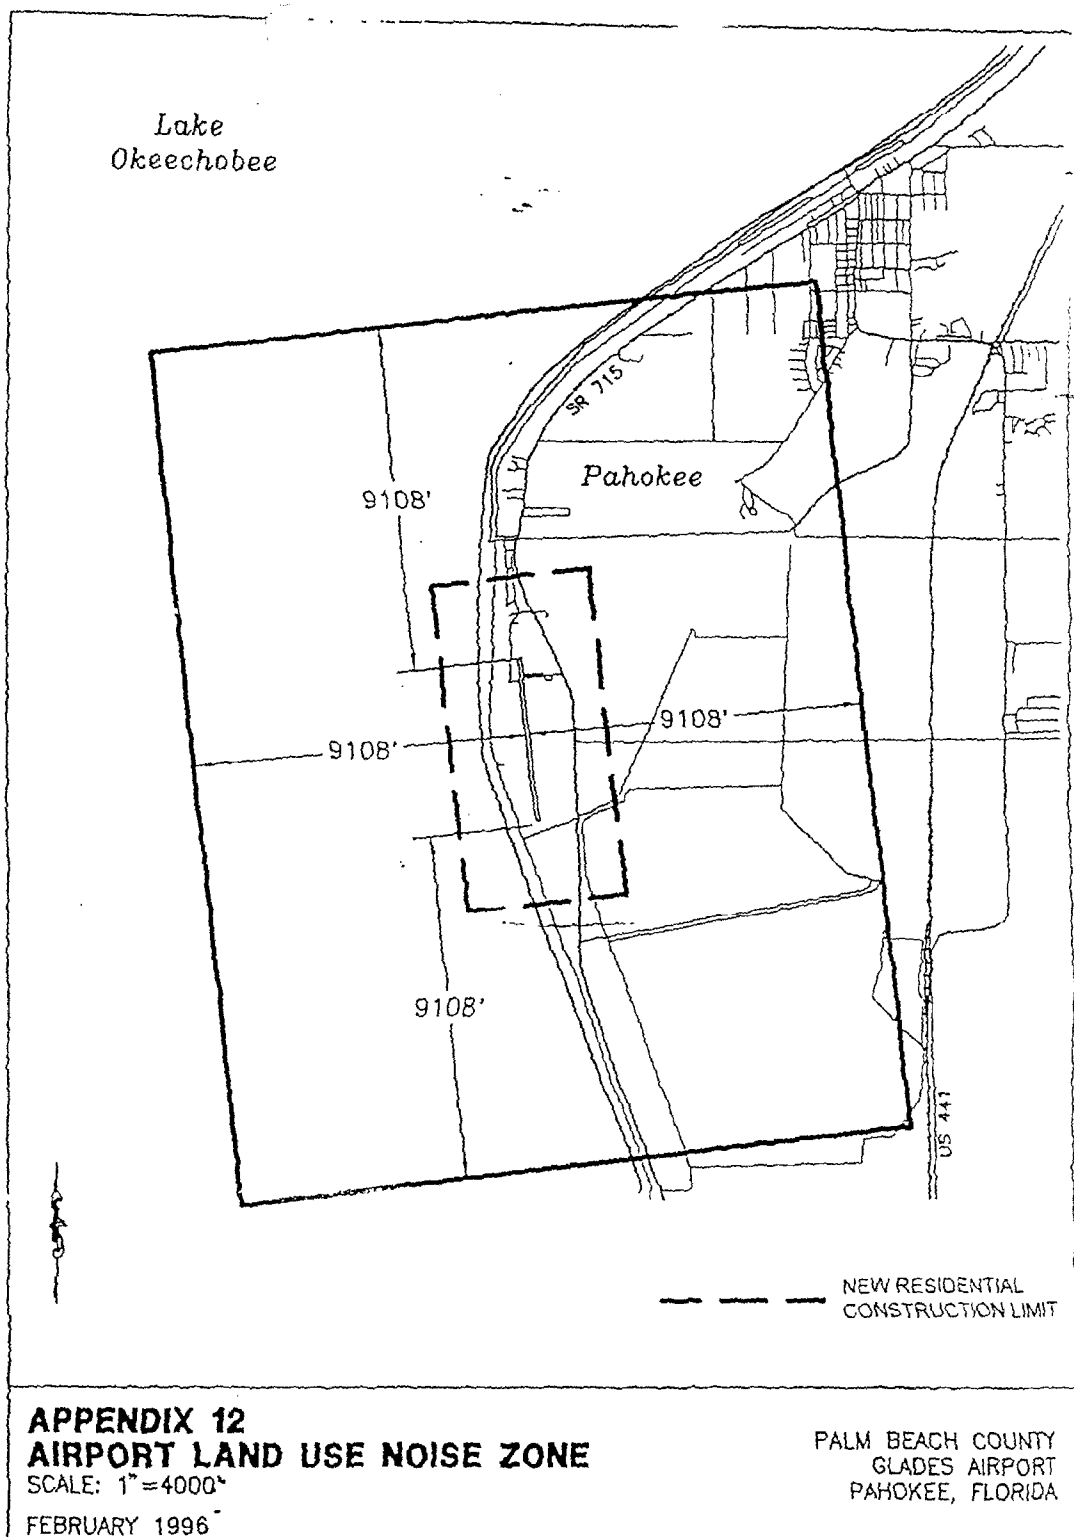 Lake
Okeechobee
SR 715
Pahokee
9108'
9108'
9108'
9108'
US 441
NEW RESIDENTIAL
CONSTRUCTION LIMIT
APPENDIX 12
AIRPORT LAND USE NOISE ZONE
SCALE: 1"=4000'
FEBRUARY 1996
PALM BEACH COUNTY
GLADES AIRPORT
PAHOKEE, FLORIDA